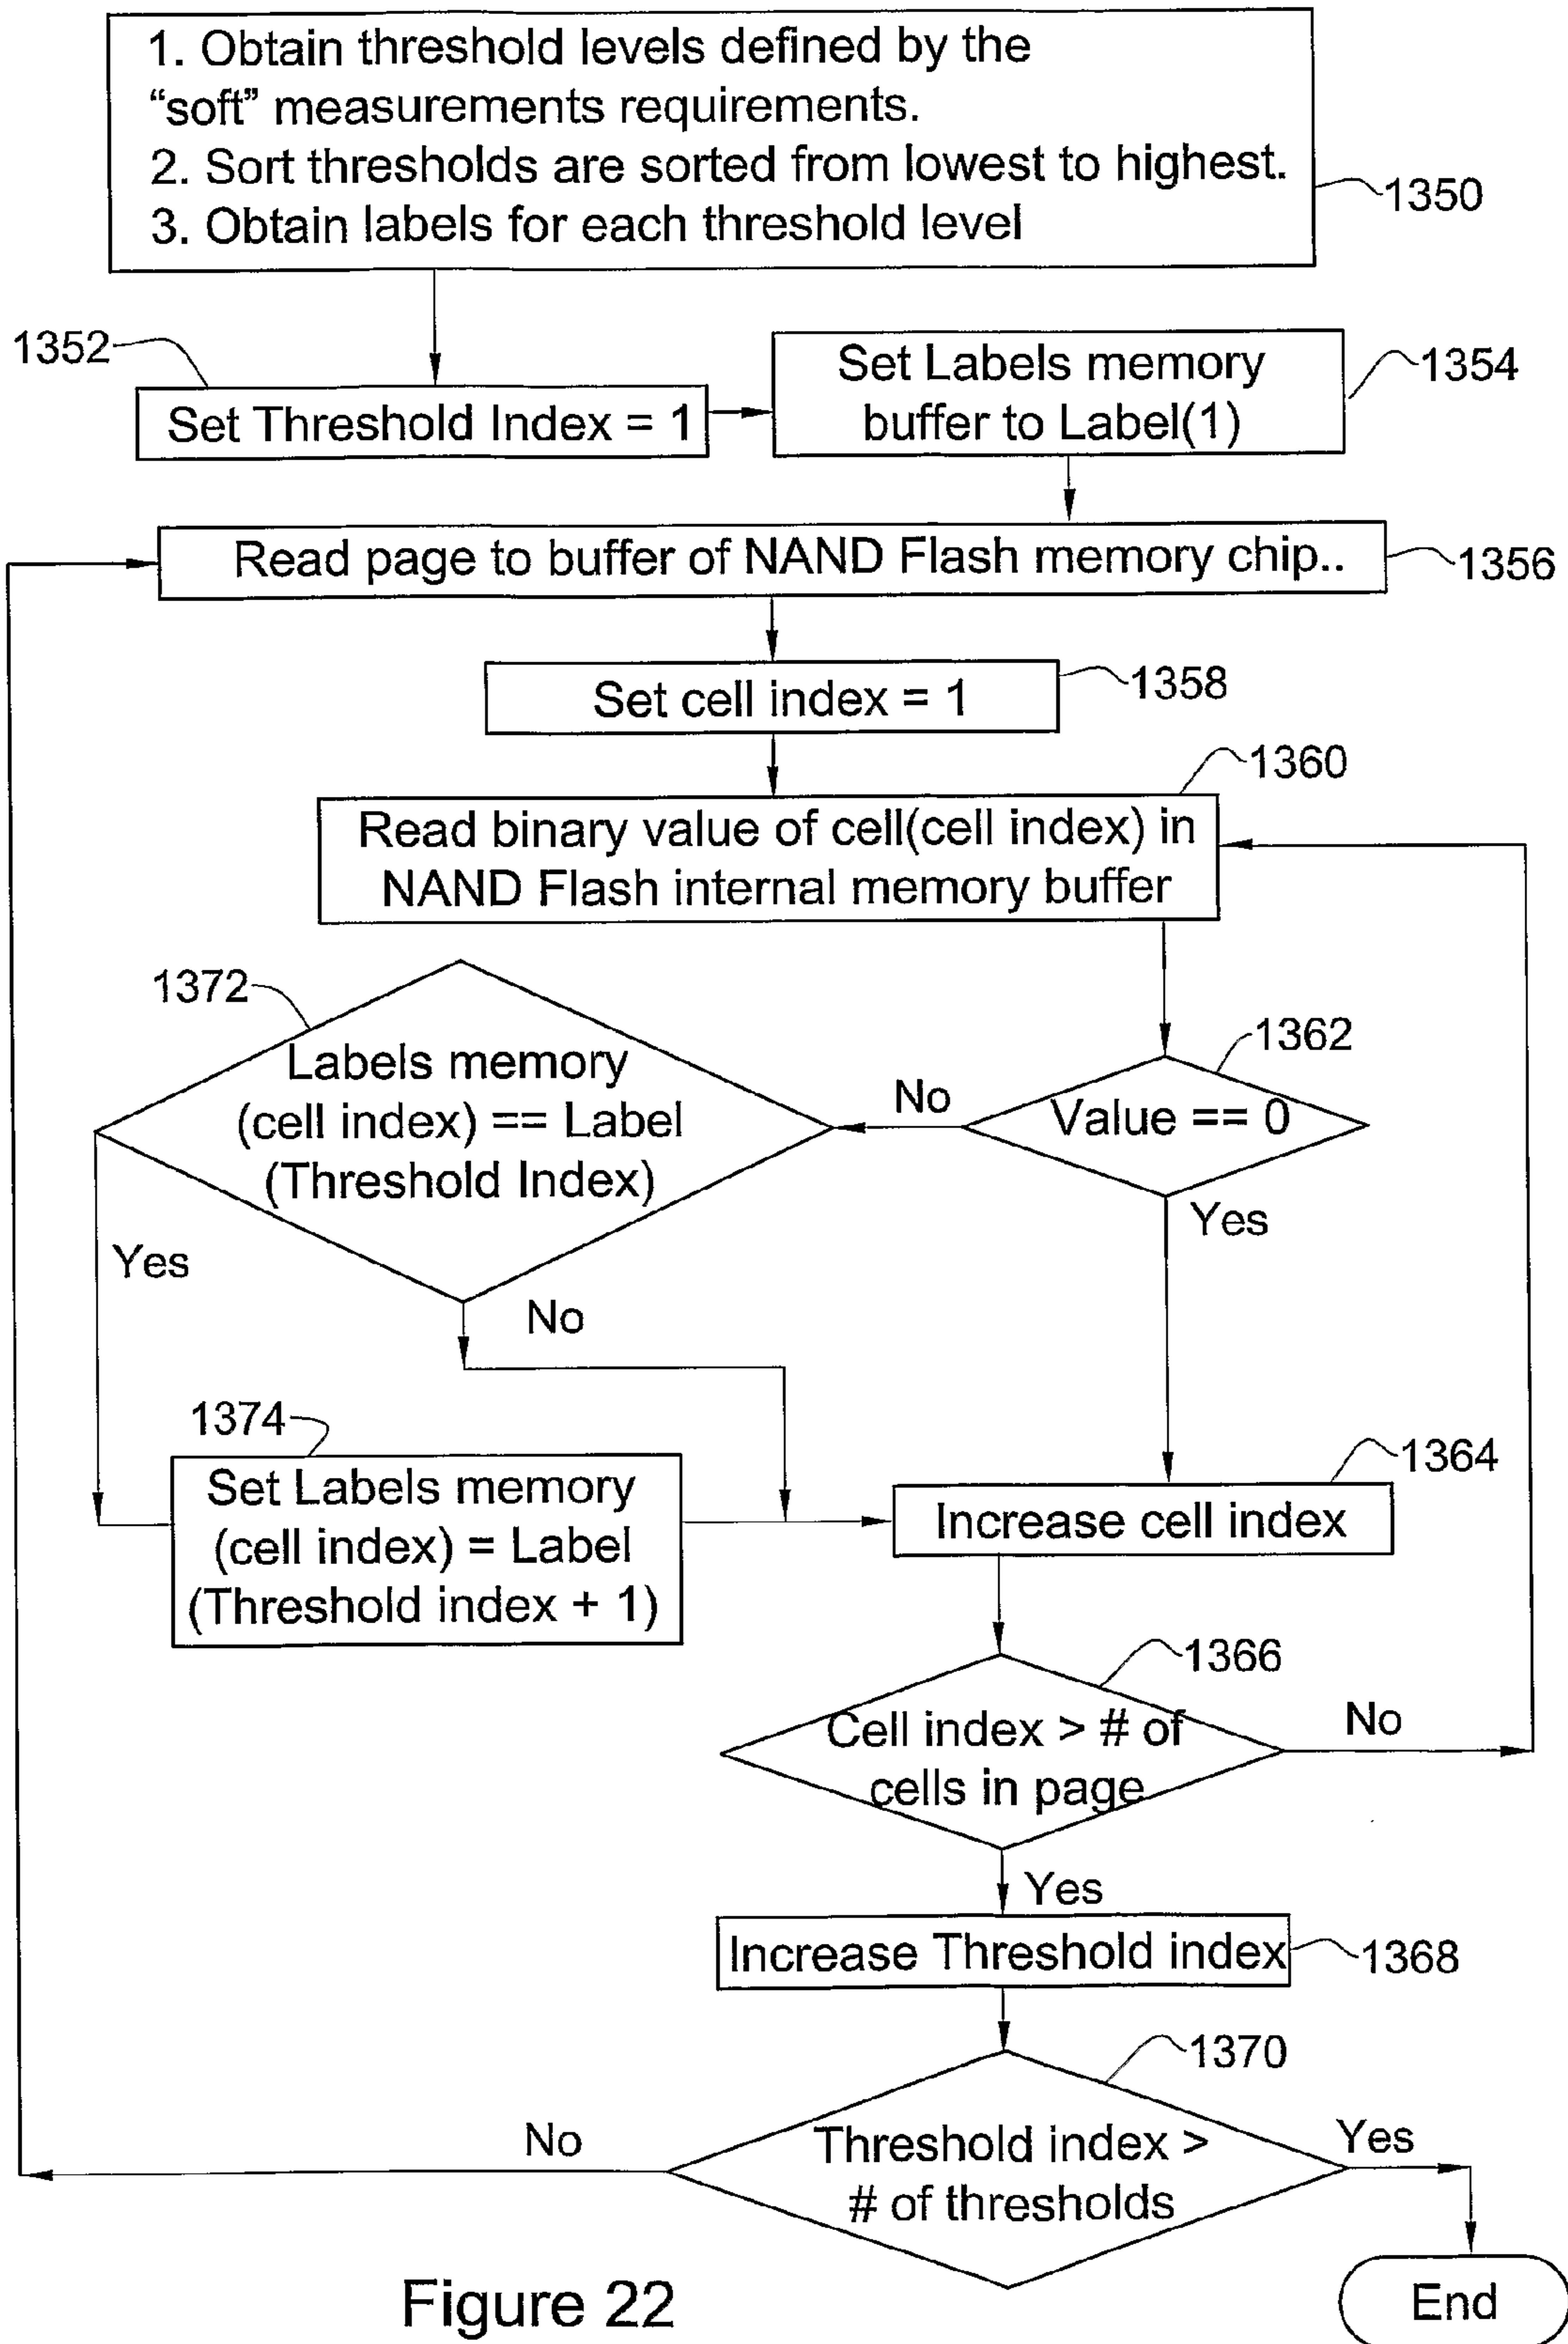 1. Obtain threshold levels defined by the
“soft” measurements requirements.
2. Sort thresholds are sorted from lowest to highest.
3. Obtain labels for each threshold level
1350
1352
Set Threshold Index = 1
Set Labels memory
buffer to Label(1)
1354
Read page to buffer of NAND Flash memory chip..
1356
Set cell index = 1
1358
1360
Read binary value of cell(cell index) in
NAND Flash internal memory buffer
1372
Labels memory
(cell index) == Label
(Threshold Index)
No
1362
Value == 0
Yes
Yes
No
1374
Set Labels memory
(cell index) = Label
(Threshold index + 1)
1364
Increase cell index
1366
Cell index > # of
cells in page
No
Yes
Increase Threshold index
1368
1370
Threshold index >
# of thresholds
No
Yes
End
Figure 22